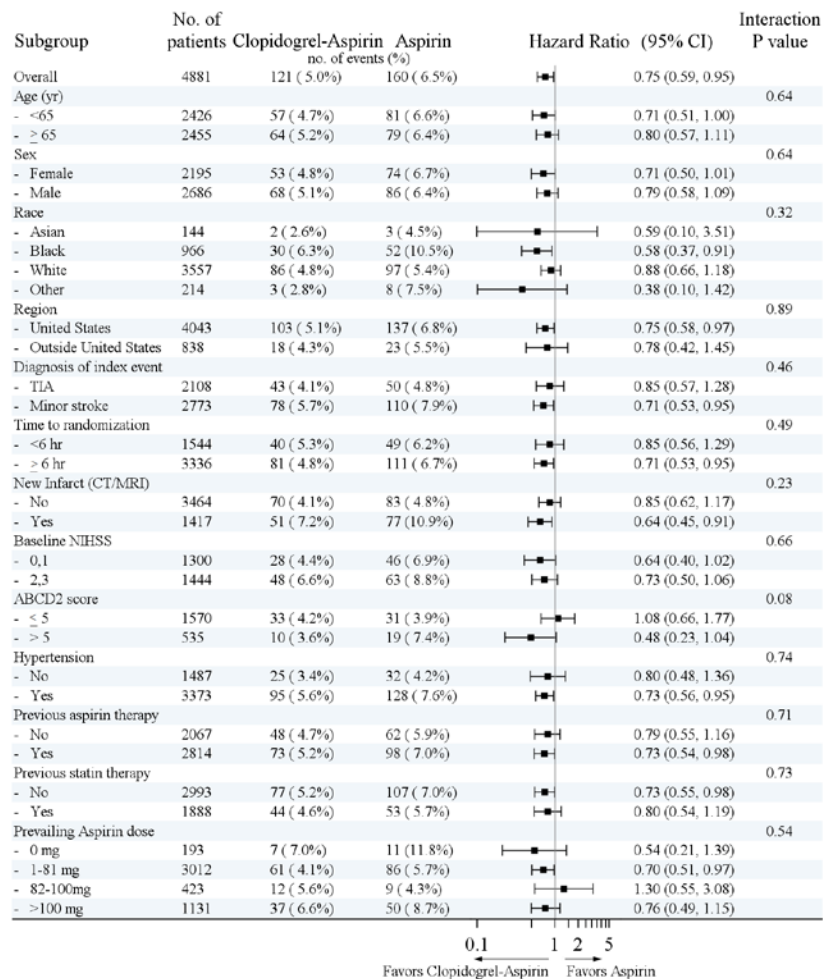 No. of Interaction
Subgroup patients Clopidogrel-Aspirin Aspirin Hazard Ratio (95% CI) P value
no. of events (%)
Overall 4881 121 (5.0%) 160 (6.5%) 0.75 (0.59, 0.95)
Age (yr) 0.64
- <65 2426 57 (4.7%) 81 (6.6%) 0.71 (0.51, 1.00)
- ≥ 65 2455 64 (5.2%) 79 (6.4%) 0.80 (0.57, 1.11)
Sex 0.64
- Female 2195 53 (4.8%) 74 (6.7%) 0.71 (0.50, 1.01)
- Male 2686 68 (5.1%) 86 (6.4%) 0.79 (0.58, 1.09)
Race 0.32
- Asian 144 2 (2.6%) 3 (4.5%) 0.59 (0.10, 3.51)
- Black 966 30 (6.3%) 52 (10.5%) 0.58 (0.37, 0.91)
- White 3557 86 (4.8%) 97 (5.4%) 0.88 (0.66, 1.18)
- Other 214 3 (2.8%) 8 (7.5%) 0.38 (0.10, 1.42)
Region 0.89
- United States 4043 103 (5.1%) 137 (6.8%) 0.75 (0.58, 0.97)
- Outside United States 838 18 (4.3%) 23 (5.5%) 0.78 (0.42, 1.45)
Diagnosis of index event 0.46
- TIA 2108 43 (4.1%) 50 (4.8%) 0.85 (0.57, 1.28)
- Minor stroke 2773 78 (5.7%) 110 (7.9%) 0.71 (0.53, 0.95)
Time to randomization 0.49
- <6 hr 1544 40 (5.3%) 49 (6.2%) 0.85 (0.56, 1.29)
- ≥ 6 hr 3336 81 (4.8%) 111 (6.7%) 0.71 (0.53, 0.95)
New Infarct (CT/MRI) 0.23
- No 3464 70 (4.1%) 83 (4.8%) 0.85 (0.62, 1.17)
- Yes 1417 51 (7.2%) 77 (10.9%) 0.64 (0.45, 0.91)
Baseline NIHSS 0.66
- 0,1 1300 28 (4.4%) 46 (6.9%) 0.64 (0.40, 1.02)
- 2,3 1444 48 (6.6%) 63 (8.8%) 0.73 (0.50, 1.06)
ABCD2 score 0.08
- ≤ 5 1570 33 (4.2%) 31 (3.9%) 1.08 (0.66, 1.77)
- > 5 535 10 (3.6%) 19 (7.4%) 0.48 (0.23, 1.04)
Hypertension 0.74
- No 1487 25 (3.4%) 32 (4.2%) 0.80 (0.48, 1.36)
- Yes 3373 95 (5.6%) 128 (7.6%) 0.73 (0.56, 0.95)
Previous aspirin therapy 0.71
- No 2067 48 (4.7%) 62 (5.9%) 0.79 (0.55, 1.16)
- Yes 2814 73 (5.2%) 98 (7.0%) 0.73 (0.54, 0.98)
Previous statin therapy 0.73
- No 2993 77 (5.2%) 107 (7.0%) 0.73 (0.55, 0.98)
- Yes 1888 44 (4.6%) 53 (5.7%) 0.80 (0.54, 1.19)
Prevailing Aspirin dose 0.54
- 0 mg 193 7 (7.0%) 11 (11.8%) 0.54 (0.21, 1.39)
- 1-81 mg 3012 61 (4.1%) 86 (5.7%) 0.70 (0.51, 0.97)
- 82-100mg 423 12 (5.6%) 9 (4.3%) 1.30 (0.55, 3.08)
- >100 mg 1131 37 (6.6%) 50 (8.7%) 0.76 (0.49, 1.15)
0.1 1 2 5
Favors Clopidogrel-Aspirin Favors Aspirin